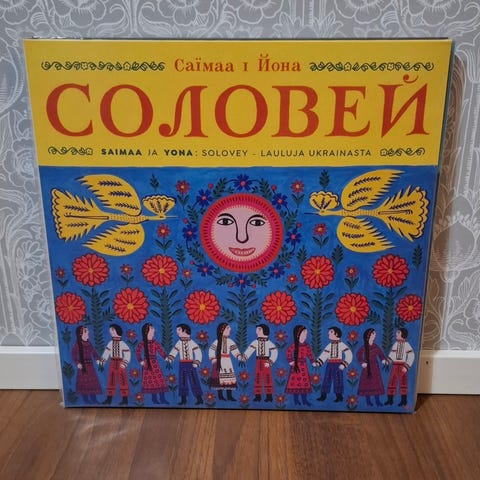 Саїмаа і Йона
СОЛОВЕЙ
SAIMAA JA YONA: SOLOVEY - LAULUJA UKRAINASTA